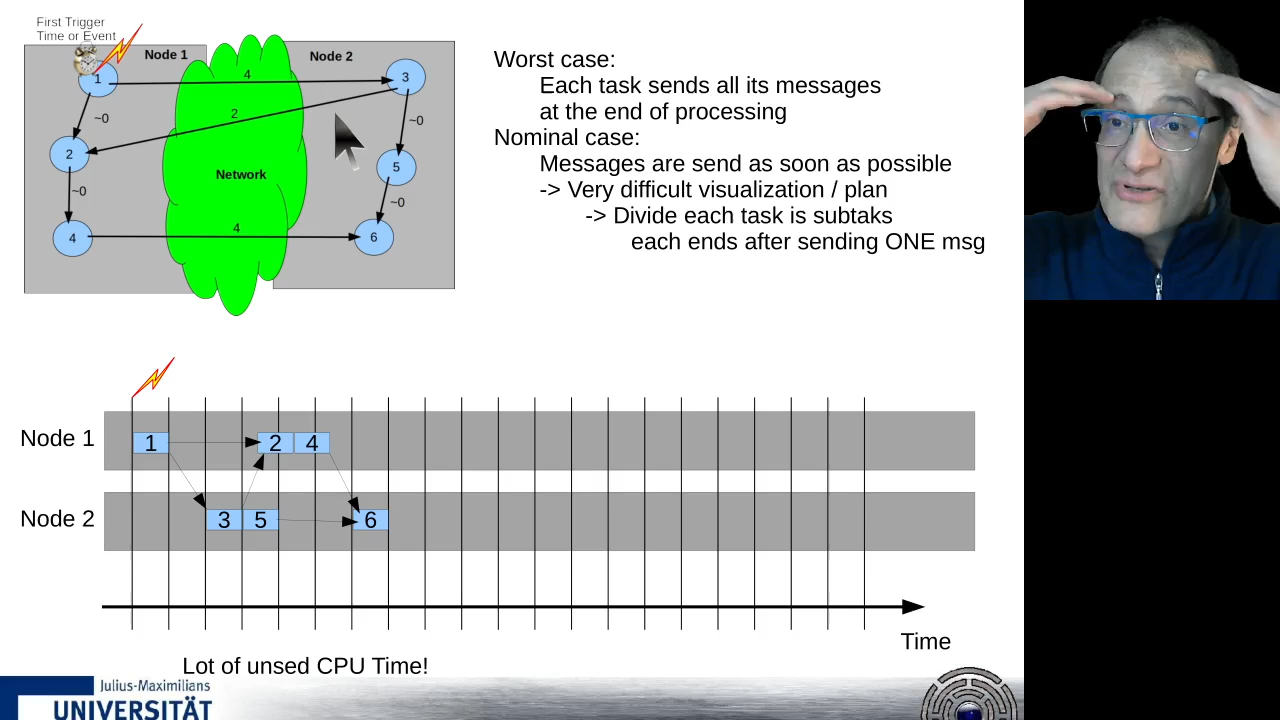 First Trigger
Time or Event
Node 1
Node 2
1
4
3
~0
2
~0
2
5
Network
~0
~0
4
4
6
Worst case:
Each task sends all its messages
at the end of processing
Nominal case:
Messages are send as soon as possible
-> Very difficult visualization / plan
-> Divide each task is subtaks
each ends after sending ONE msg
Node 1
1
2
4
Node 2
3
5
6
Time
Lot of unsed CPU Time!
Julius-Maximilians
UNIVERSITÄT